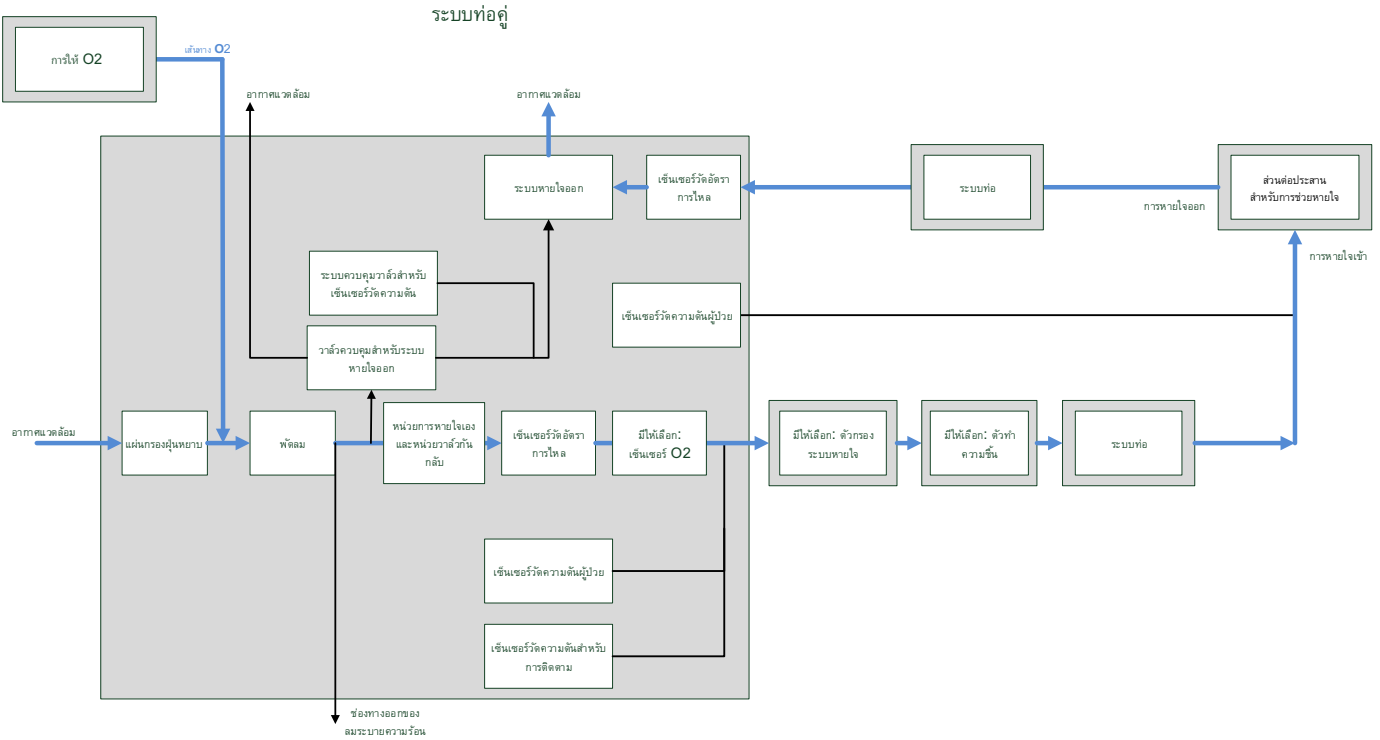 ระบบท่อคู่
การให้ O2
เส้นทาง O2
อากาศแวดล้อม
อากาศแวดล้อม
ระบบหายใจออก
เซ็นเซอร์วัดอัตรา
การไหล
ระบบท่อ
ส่วนต่อประสาน
สำหรับการช่วยหายใจ
การหายใจออก
การหายใจเข้า
ระบบควบคุมวาล์วสำหรับ
เซ็นเซอร์วัดความดัน
เซ็นเซอร์วัดความดันผู้ป่วย
วาล์วควบคุมสำหรับระบบ
หายใจออก
อากาศแวดล้อม
แผ่นกรองฝุ่นหยาบ
พัดลม
หน่วยการหายใจเอง
และหน่วยวาล์วกัน
กลับ
เซ็นเซอร์วัดอัตรา
การไหล
มีให้เลือก:
เซ็นเซอร์ O2
มีให้เลือก: ตัวกรอง
ระบบหายใจ
มีให้เลือก: ตัวทำ
ความชื้น
ระบบท่อ
เซ็นเซอร์วัดความดันผู้ป่วย
เซ็นเซอร์วัดความดันสำหรับ
การติดตาม
ช่องทางออกของ
ลมระบายความร้อน